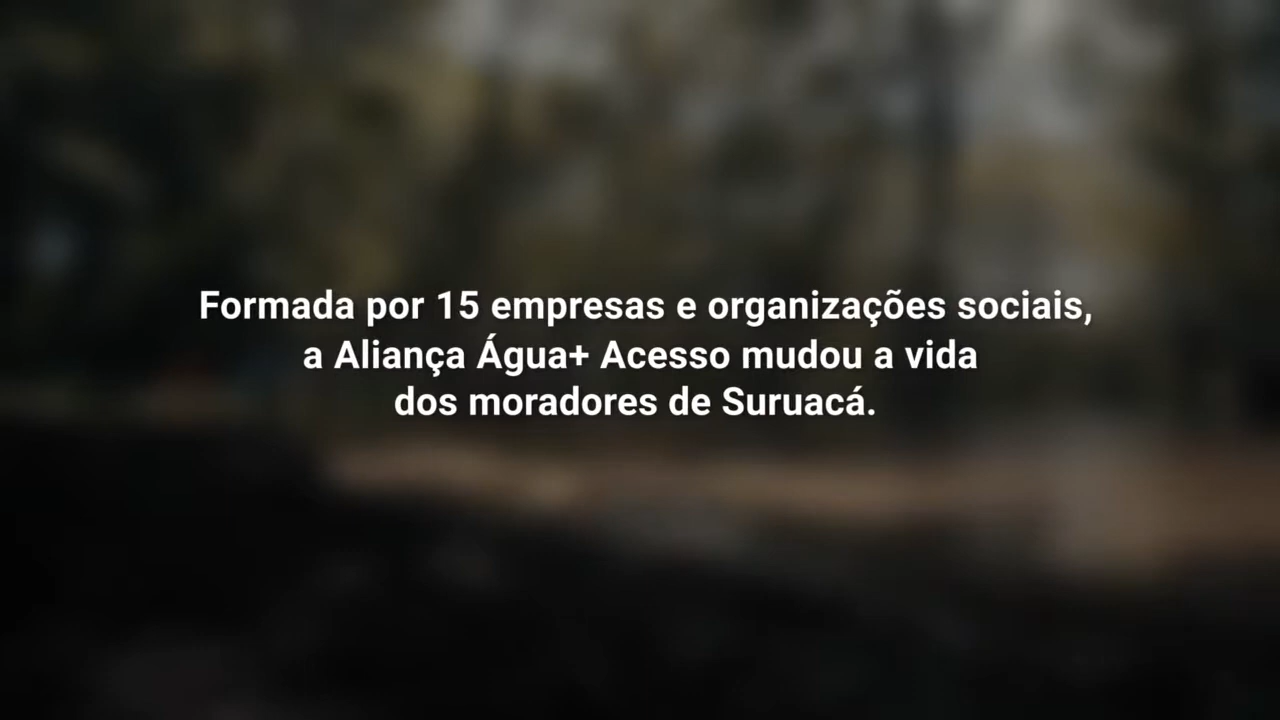 Formada por 15 empresas e organizações sociais,
a Aliança Água+ Acesso mudou a vida
dos moradores de Suruacá.